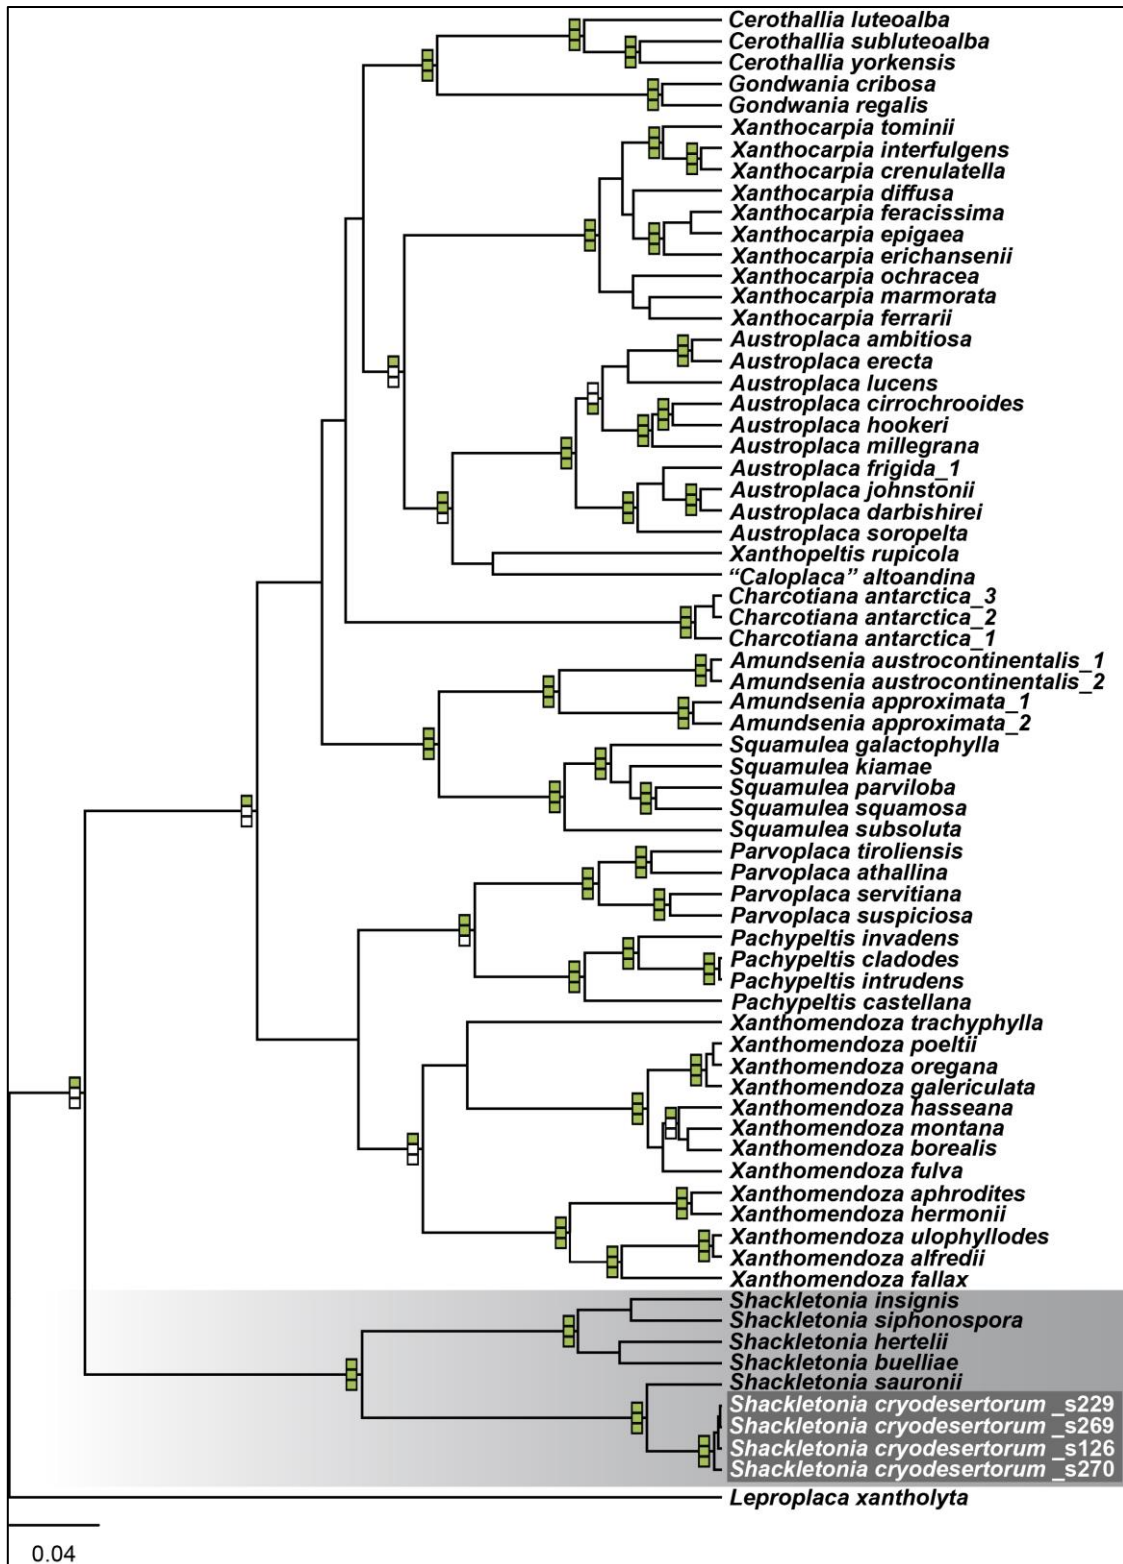 Cerothallia luteoalba
Cerothallia subluteoalba
Cerothallia yorkensis
Gondwania cribosa
Gondwania regalis
Xanthocarpia tominii
Xanthocarpia interfulgens
Xanthocarpia crenulatella
Xanthocarpia diffusa
Xanthocarpia feracissima
Xanthocarpia epigaea
Xanthocarpia erichansenii
Xanthocarpia ochracea
Xanthocarpia marmorata
Xanthocarpia ferrarii
Austroplaca ambitiosa
Austroplaca erecta
Austroplaca lucens
Austroplaca cirrochrooides
Austroplaca hookeri
Austroplaca millegrana
Austroplaca frigida_1
Austroplaca johnstonii
Austroplaca darbishirei
Austroplaca soropelta
Xanthopeltis rupicola
“Caloplaca” altoandina
Charcotiana antarctica_3
Charcotiana antarctica_2
Charcotiana antarctica_1
Amundsenia austrocontinentalis_1
Amundsenia austrocontinentalis_2
Amundsenia approximata_1
Amundsenia approximata_2
Squamulea galactophylla
Squamulea kiamae
Squamulea parviloba
Squamulea squamosa
Squamulea subsoluta
Parvoplaca tiroliensis
Parvoplaca athallina
Parvoplaca servitiana
Parvoplaca suspiciosa
Pachypeltis invadens
Pachypeltis cladodes
Pachypeltis intrudens
Pachypeltis castellana
Xanthomendoza trachyphylla
Xanthomendoza poeltii
Xanthomendoza oregana
Xanthomendoza galericulata
Xanthomendoza hasseana
Xanthomendoza montana
Xanthomendoza borealis
Xanthomendoza fulva
Xanthomendoza aphrodites
Xanthomendoza hermonii
Xanthomendoza ulophyllodes
Xanthomendoza alfredii
Xanthomendoza fallax
Shackletonia insignis
Shackletonia siphonospora
Shackletonia hertelii
Shackletonia buelliae
Shackletonia sauronii
Shackletonia cryodesertorum _s229
Shackletonia cryodesertorum _s269
Shackletonia cryodesertorum _s126
Shackletonia cryodesertorum _s270
Leproplaca xantholyta
0.04